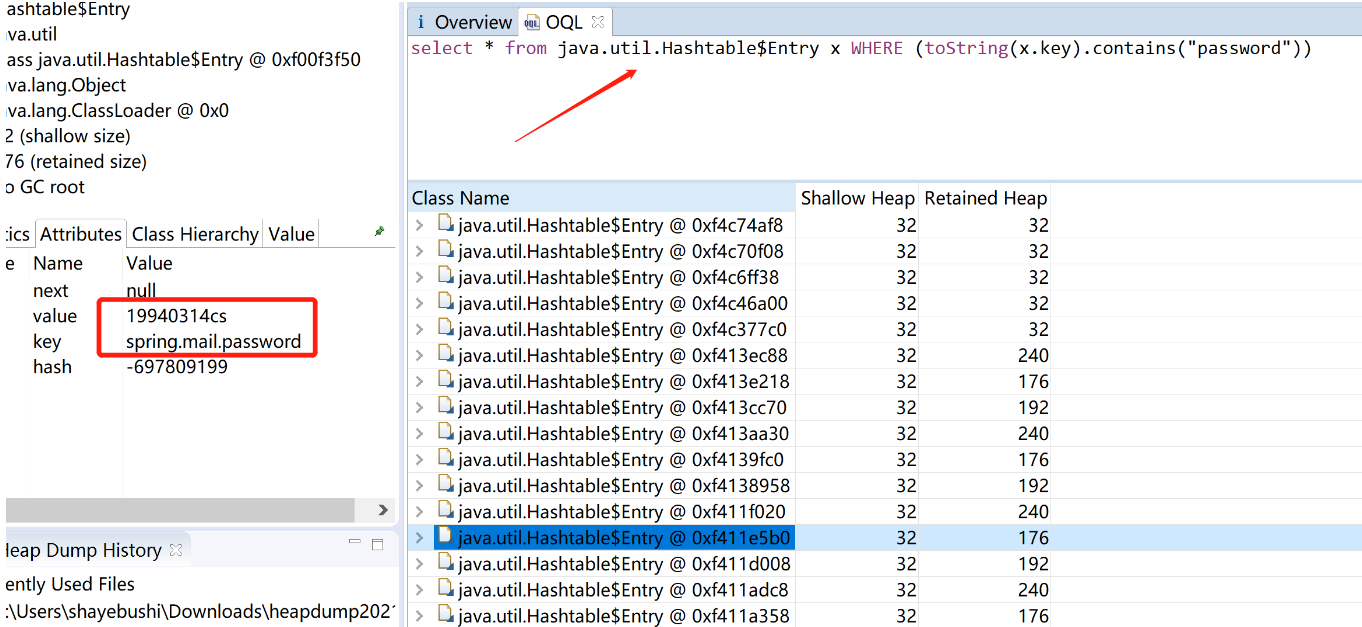 ashtable$Entry
va.util
ass java.util.Hashtable$Entry @ 0xf00f3f50
va.lang.Object
va.lang.ClassLoader @ 0x0
2 (shallow size)
76 (retained size)
o GC root
tics Attributes Class Hierarchy Value
e Name Value
next null
value 19940314cs
key spring.mail.password
hash -697809199
Heap Dump History
ently Used Files
:\Users\shayebushi\Downloads\heapdump202
i Overview OQL OQL
select * from java.util.Hashtable$Entry x WHERE (toString(x.key).contains("password"))
Class Name Shallow Heap Retained Heap
java.util.Hashtable$Entry @ 0xf4c74af8 32 32
java.util.Hashtable$Entry @ 0xf4c70f08 32 32
java.util.Hashtable$Entry @ 0xf4c6ff38 32 32
java.util.Hashtable$Entry @ 0xf4c46a00 32 32
java.util.Hashtable$Entry @ 0xf4c377c0 32 32
java.util.Hashtable$Entry @ 0xf413ec88 32 240
java.util.Hashtable$Entry @ 0xf413e218 32 176
java.util.Hashtable$Entry @ 0xf413cc70 32 192
java.util.Hashtable$Entry @ 0xf413aa30 32 240
java.util.Hashtable$Entry @ 0xf4139fc0 32 176
java.util.Hashtable$Entry @ 0xf4138958 32 192
java.util.Hashtable$Entry @ 0xf411f020 32 240
java.util.Hashtable$Entry @ 0xf411e5b0 32 176
java.util.Hashtable$Entry @ 0xf411d008 32 192
java.util.Hashtable$Entry @ 0xf411adc8 32 240
java.util.Hashtable$Entry @ 0xf411a358 32 176